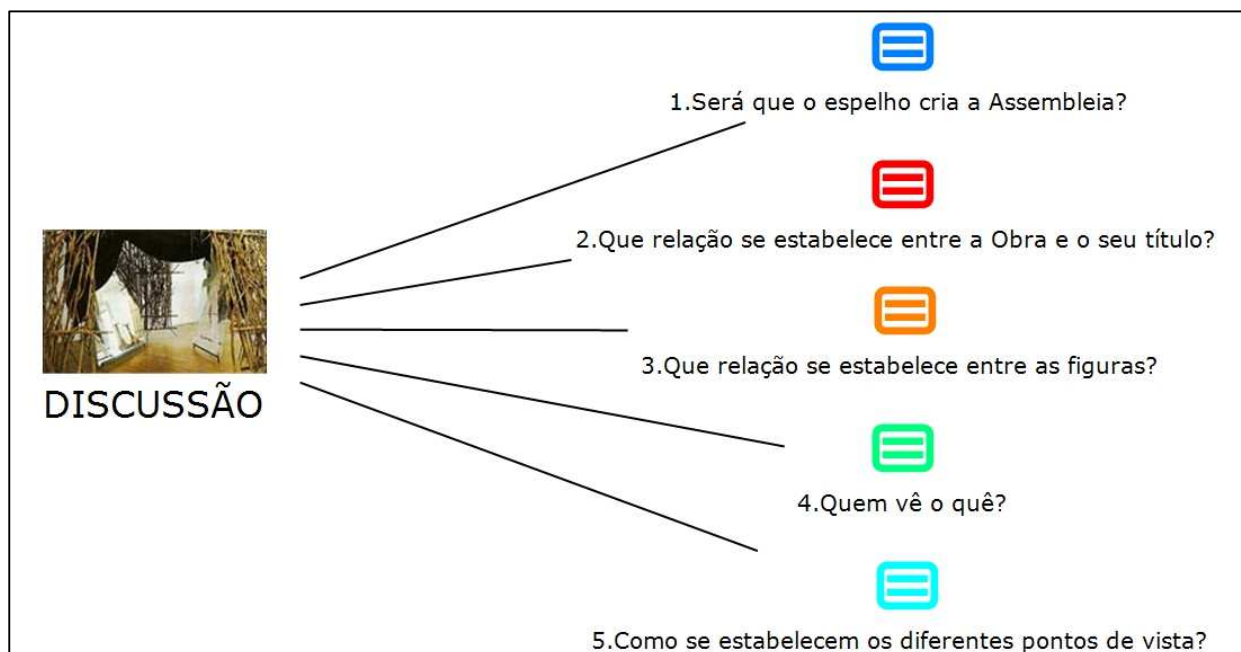 1.Será que o espelho cria a Assembleia?
2.Que relação se estabelece entre a Obra e o seu título?
DISCUSSÃO
3.Que relação se estabelece entre as figuras?
4.Quem vê o quê?
5.Como se estabelecem os diferentes pontos de vista?